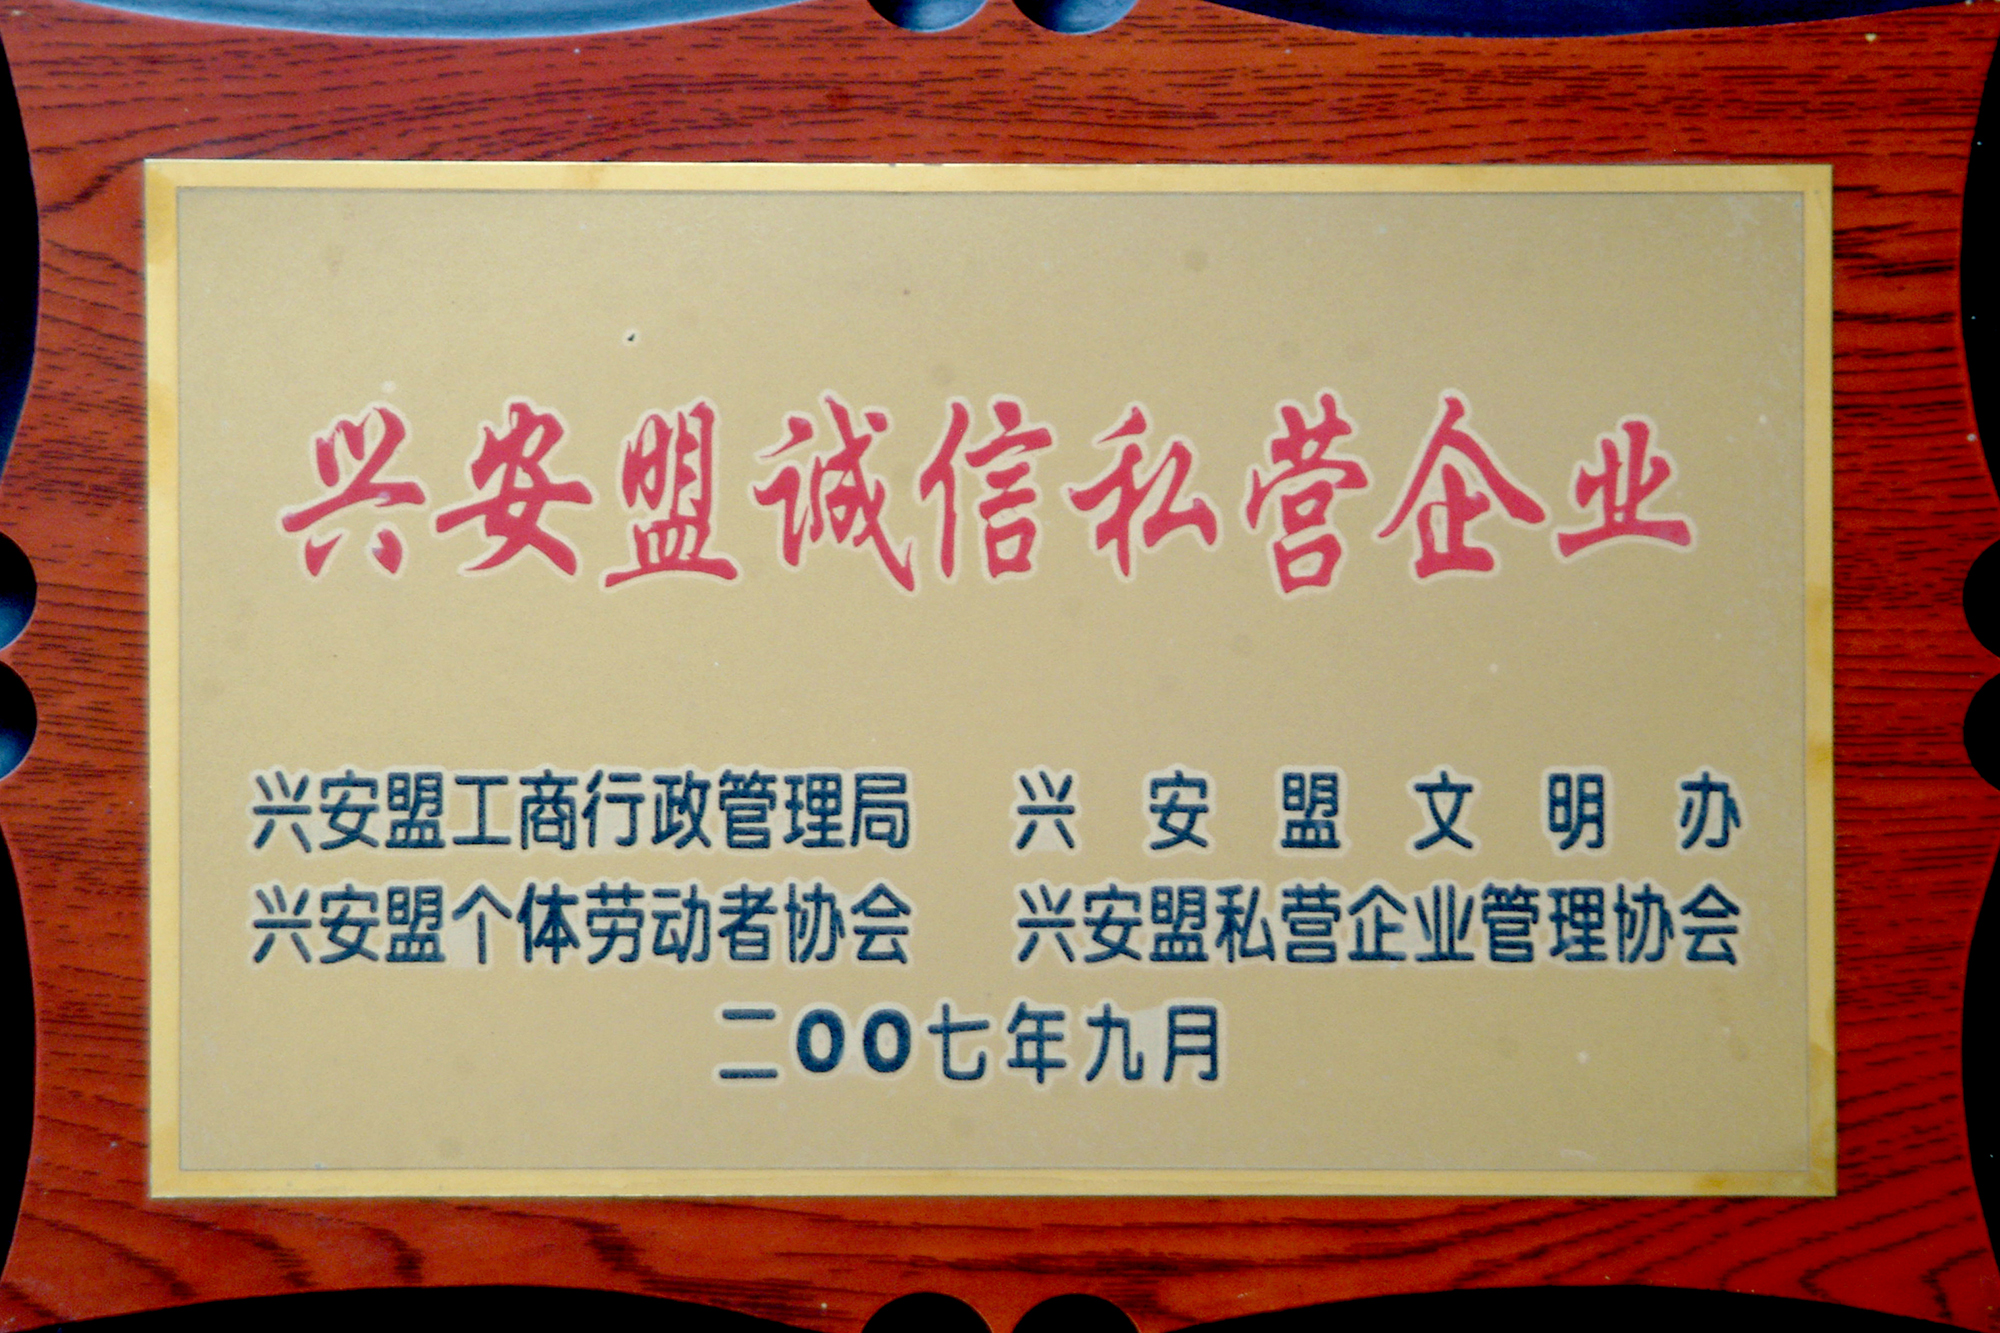 兴安盟诚信私营企业
兴安盟工商行政管理局 兴安盟文明办
兴安盟个体劳动者协会 兴安盟私营企业管理协会
二00七年九月